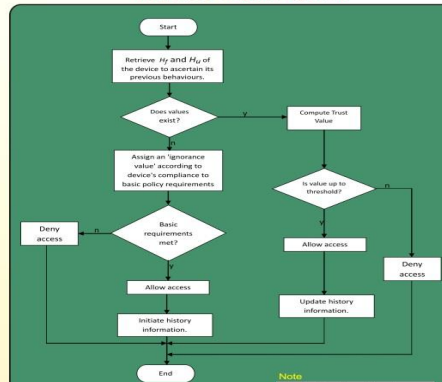 Start
Retrieve H_f and H_u of
the device to ascertain its
previous behaviours.
Does values
exist?
y
n
Compute Trust
Value
Assign an 'ignorance
value' according to
device's compliance to
basic policy requirements
Is value up to
threshold?
n
y
Basic
requirements
met?
n
y
Deny
access
Allow access
Deny
access
Allow access
Update history
information.
Initiate history
information.
End
Note